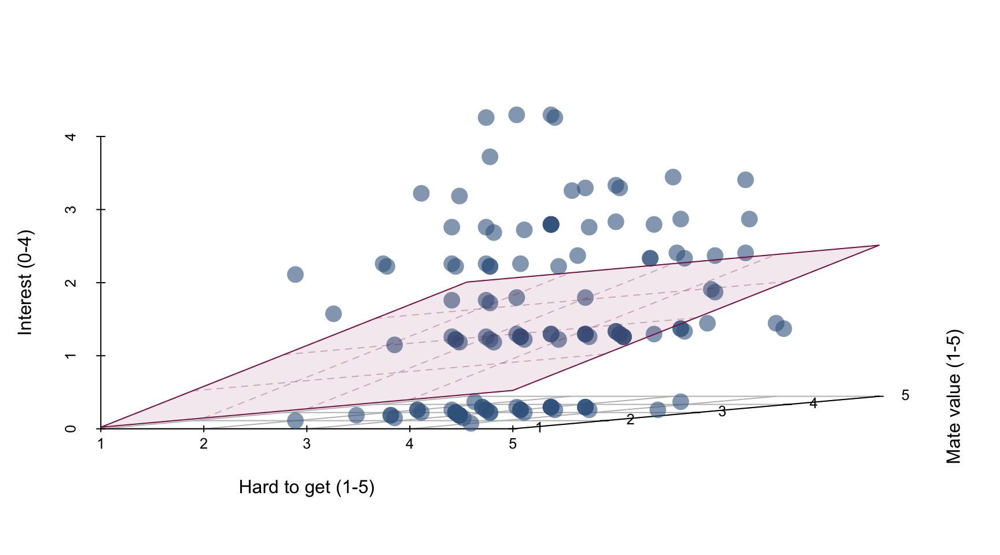 4
3
2
1
0
Interest (0-4)
1 2 3 4 5
Hard to get (1-5)
1 2 3 4 5
Mate value (1-5)